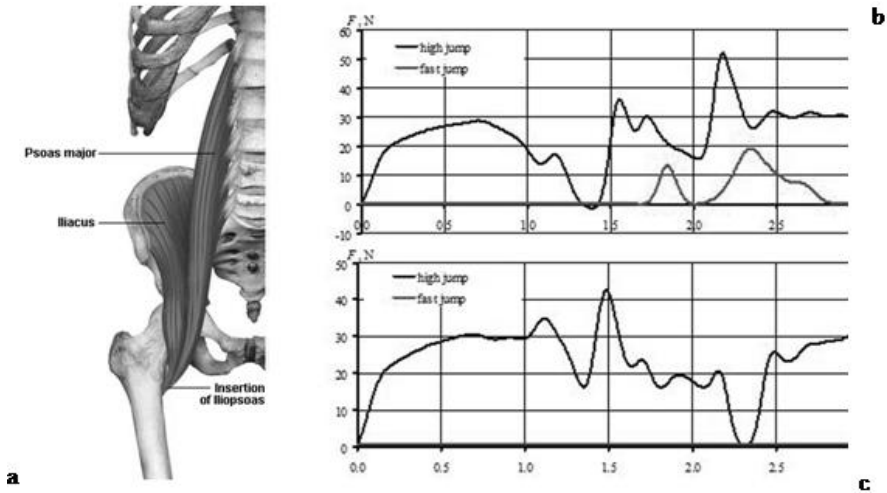 Psoas major
Iliacus
Insertion
of Iliopsoas
a
F, N
b
60
50
40
30
20
10
0
-10
high jump
fast jump
0.0 0.5 1.0 1.5 2.0 2.5
F, N
50
40
30
20
10
0
high jump
fast jump
0.0 0.5 1.0 1.5 2.0 2.5
c